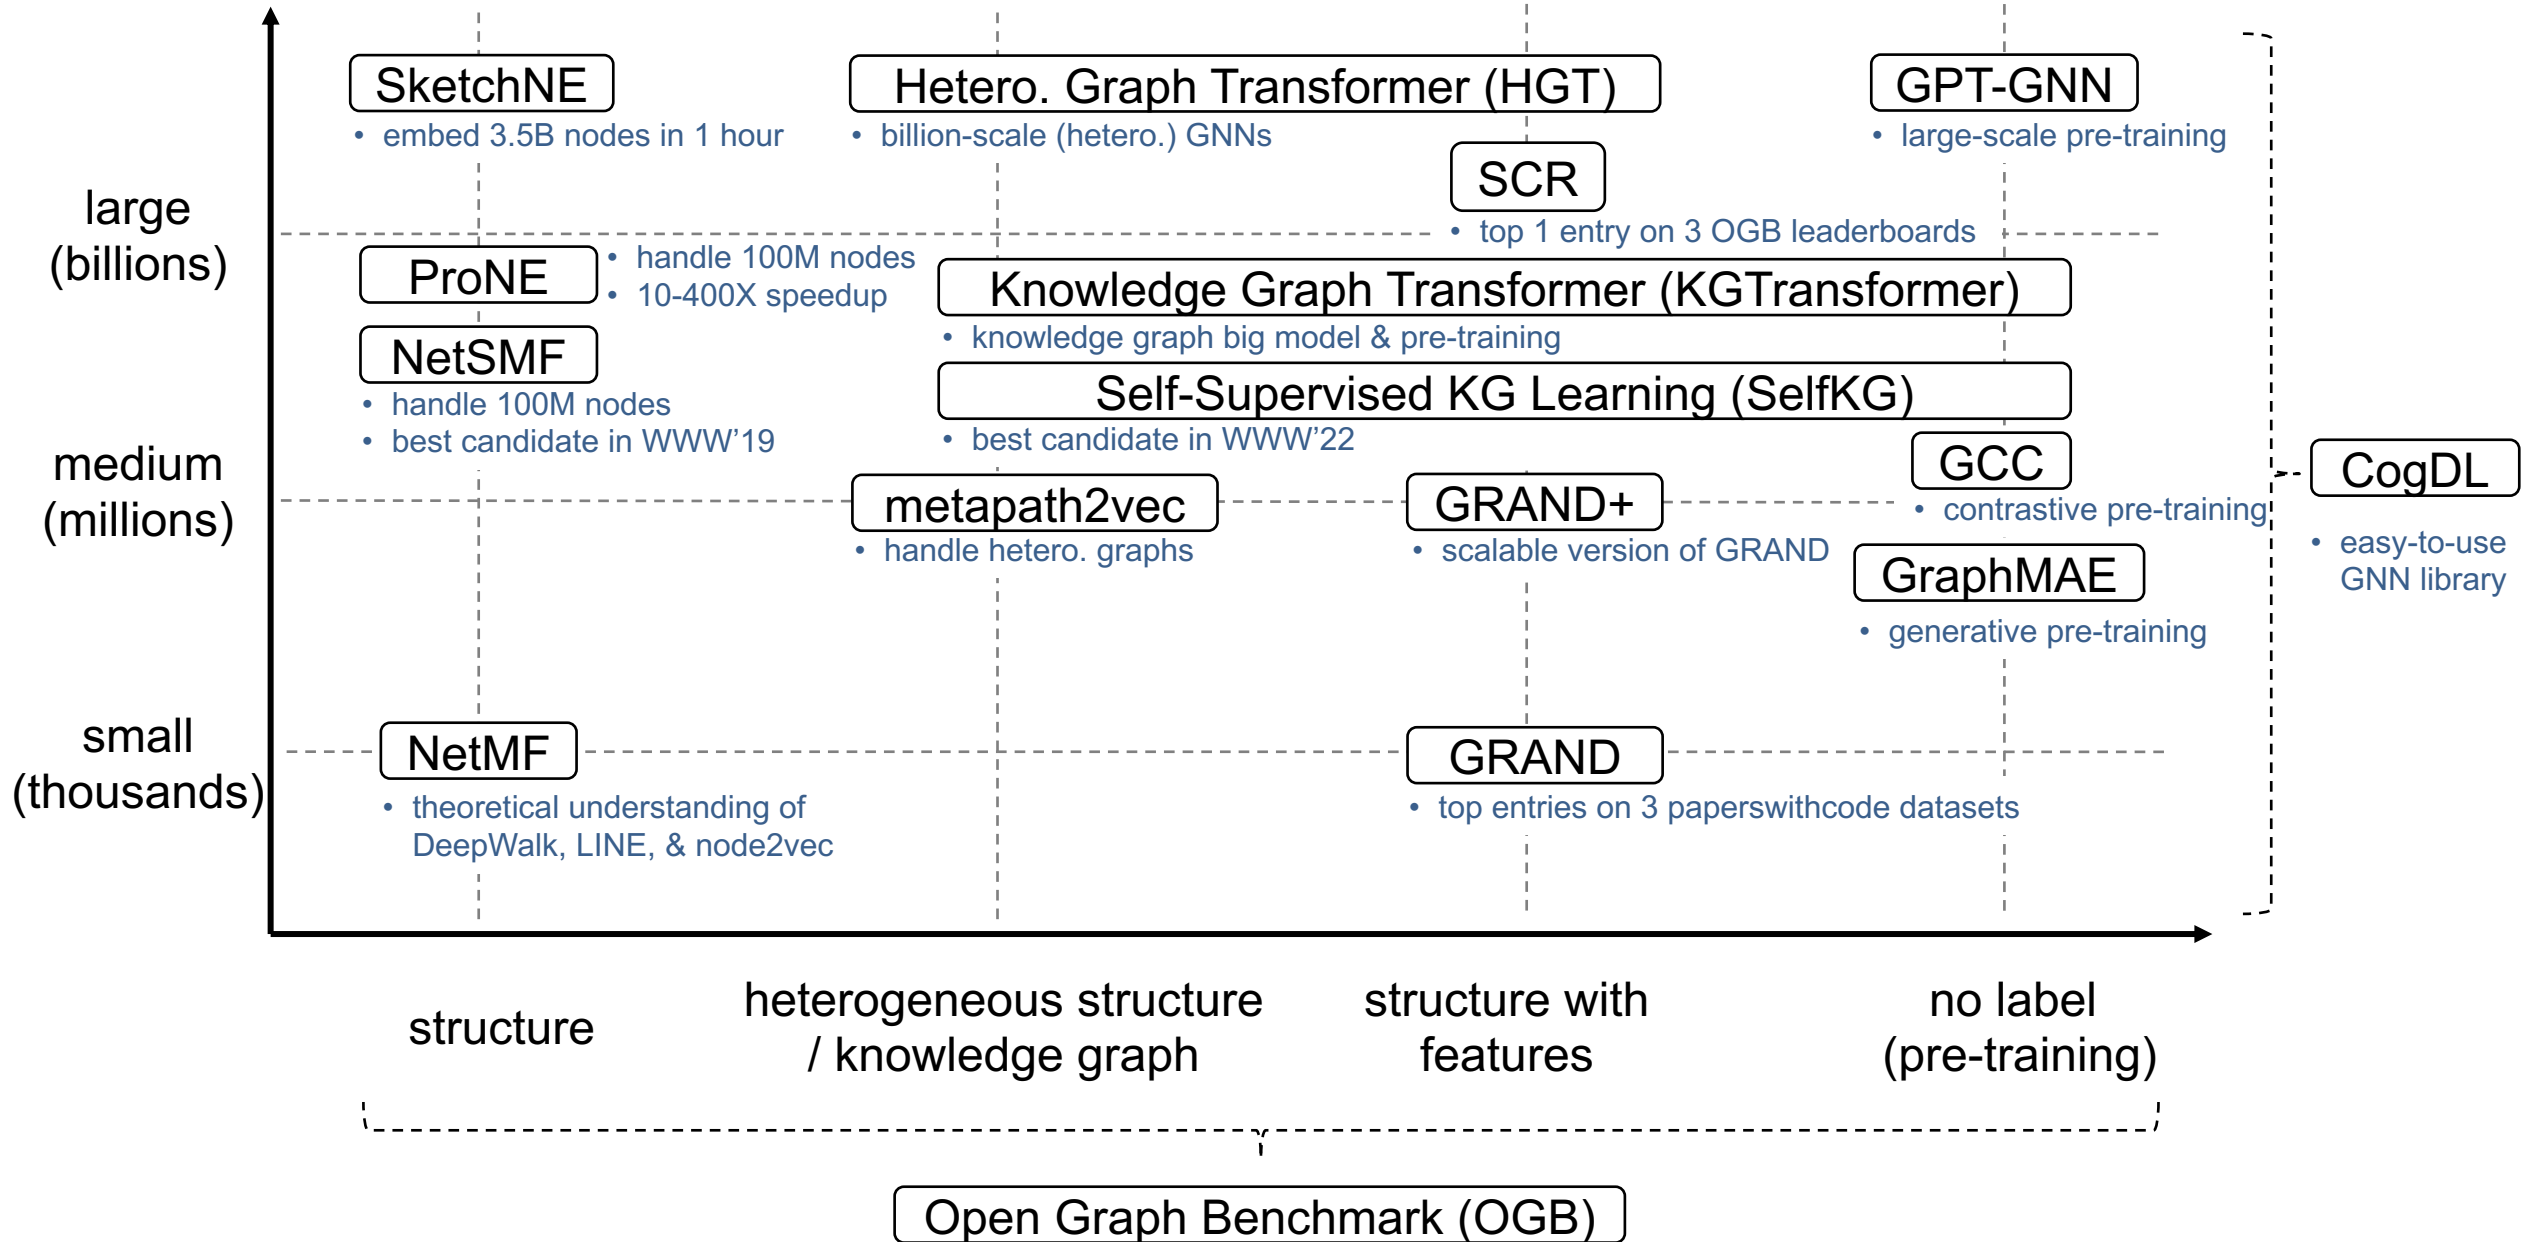 SketchNE
• embed 3.5B nodes in 1 hour
Hetero. Graph Transformer (HGT)
• billion-scale (hetero.) GNNs
GPT-GNN
• large-scale pre-training
SCR
• top 1 entry on 3 OGB leaderboards
large
(billions)
ProNE
• handle 100M nodes
• 10-400X speedup
Knowledge Graph Transformer (KGTransformer)
• knowledge graph big model & pre-training
NetSMF
• handle 100M nodes
• best candidate in WWW’19
Self-Supervised KG Learning (SelfKG)
• best candidate in WWW’22
medium
(millions)
metapath2vec
• handle hetero. graphs
GRAND+
• scalable version of GRAND
GCC
• contrastive pre-training
GraphMAE
• generative pre-training
CogDL
• easy-to-use
GNN library
small
(thousands)
NetMF
• theoretical understanding of
DeepWalk, LINE, & node2vec
GRAND
• top entries on 3 paperswithcode datasets
structure
heterogeneous structure
/ knowledge graph
structure with
features
no label
(pre-training)
Open Graph Benchmark (OGB)